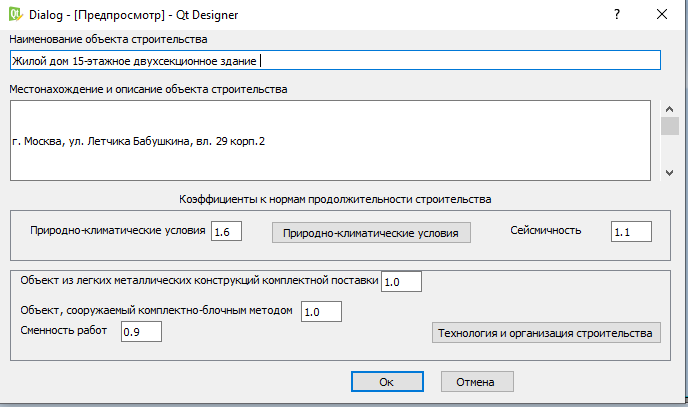 Dialog - [Предпросмотр] - Qt Designer
Наименование объекта строительства
Жилой дом 15-этажное двухсекционное здание
Местонахождение и описание объекта строительства
г. Москва, ул. Летчика Бабушкина, вл. 29 корп.2
Коэффициенты к нормам продолжительности строительства
Природно-климатические условия 1.6 Природно-климатические условия Сейсмичность 1.1
Объект из легких металлических конструкций комплектной поставки 1.0
Объект, сооружаемый комплектно-блочным методом 1.0
Сменность работ 0.9 Технология и организация строительства
Ок Отмена